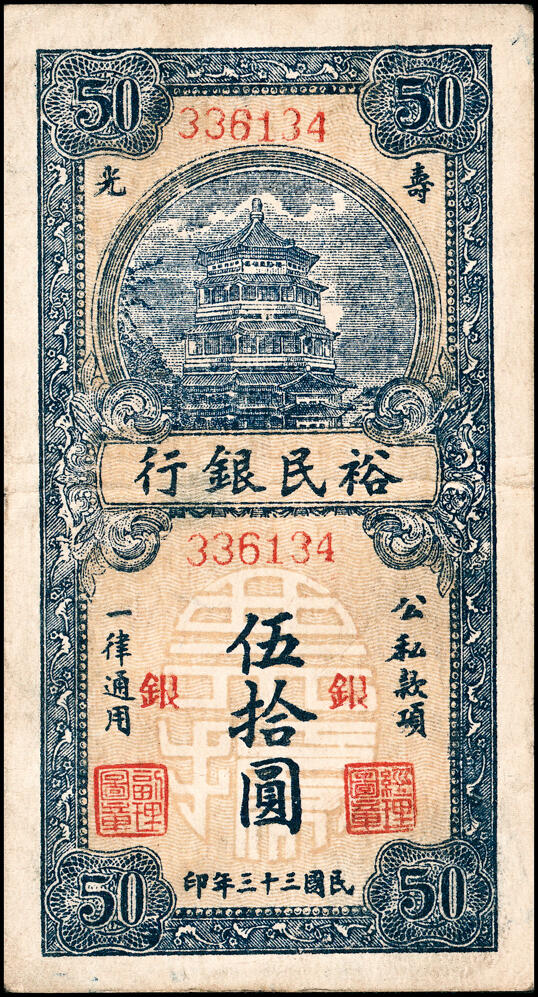 50
50
336134
壽光
裕民銀行
336134
公私款項
銀
伍拾圓
銀
一律通用
經理圖章
副理圖章
民國三十三年印
50
50